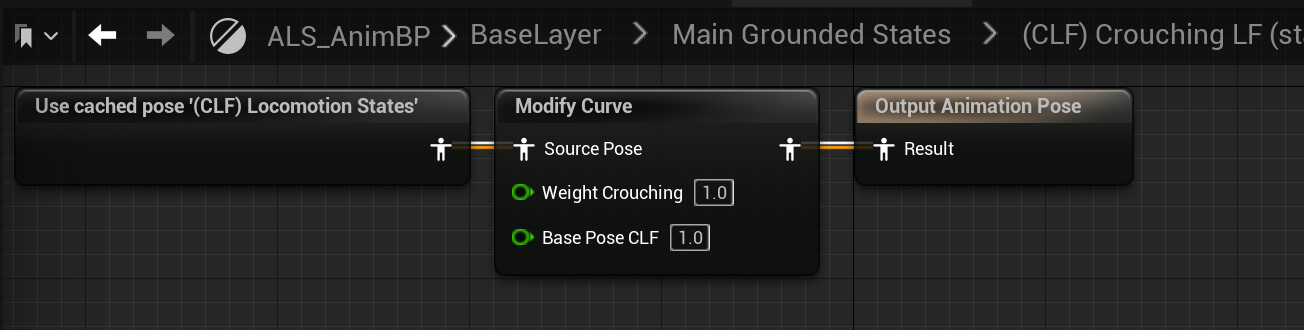 ALS_AnimBP > BaseLayer > Main Grounded States > (CLF) Crouching LF (st
Use cached pose '(CLF) Locomotion States'
Modify Curve
Source Pose
Weight Crouching 1.0
Base Pose CLF 1.0
Output Animation Pose
Result